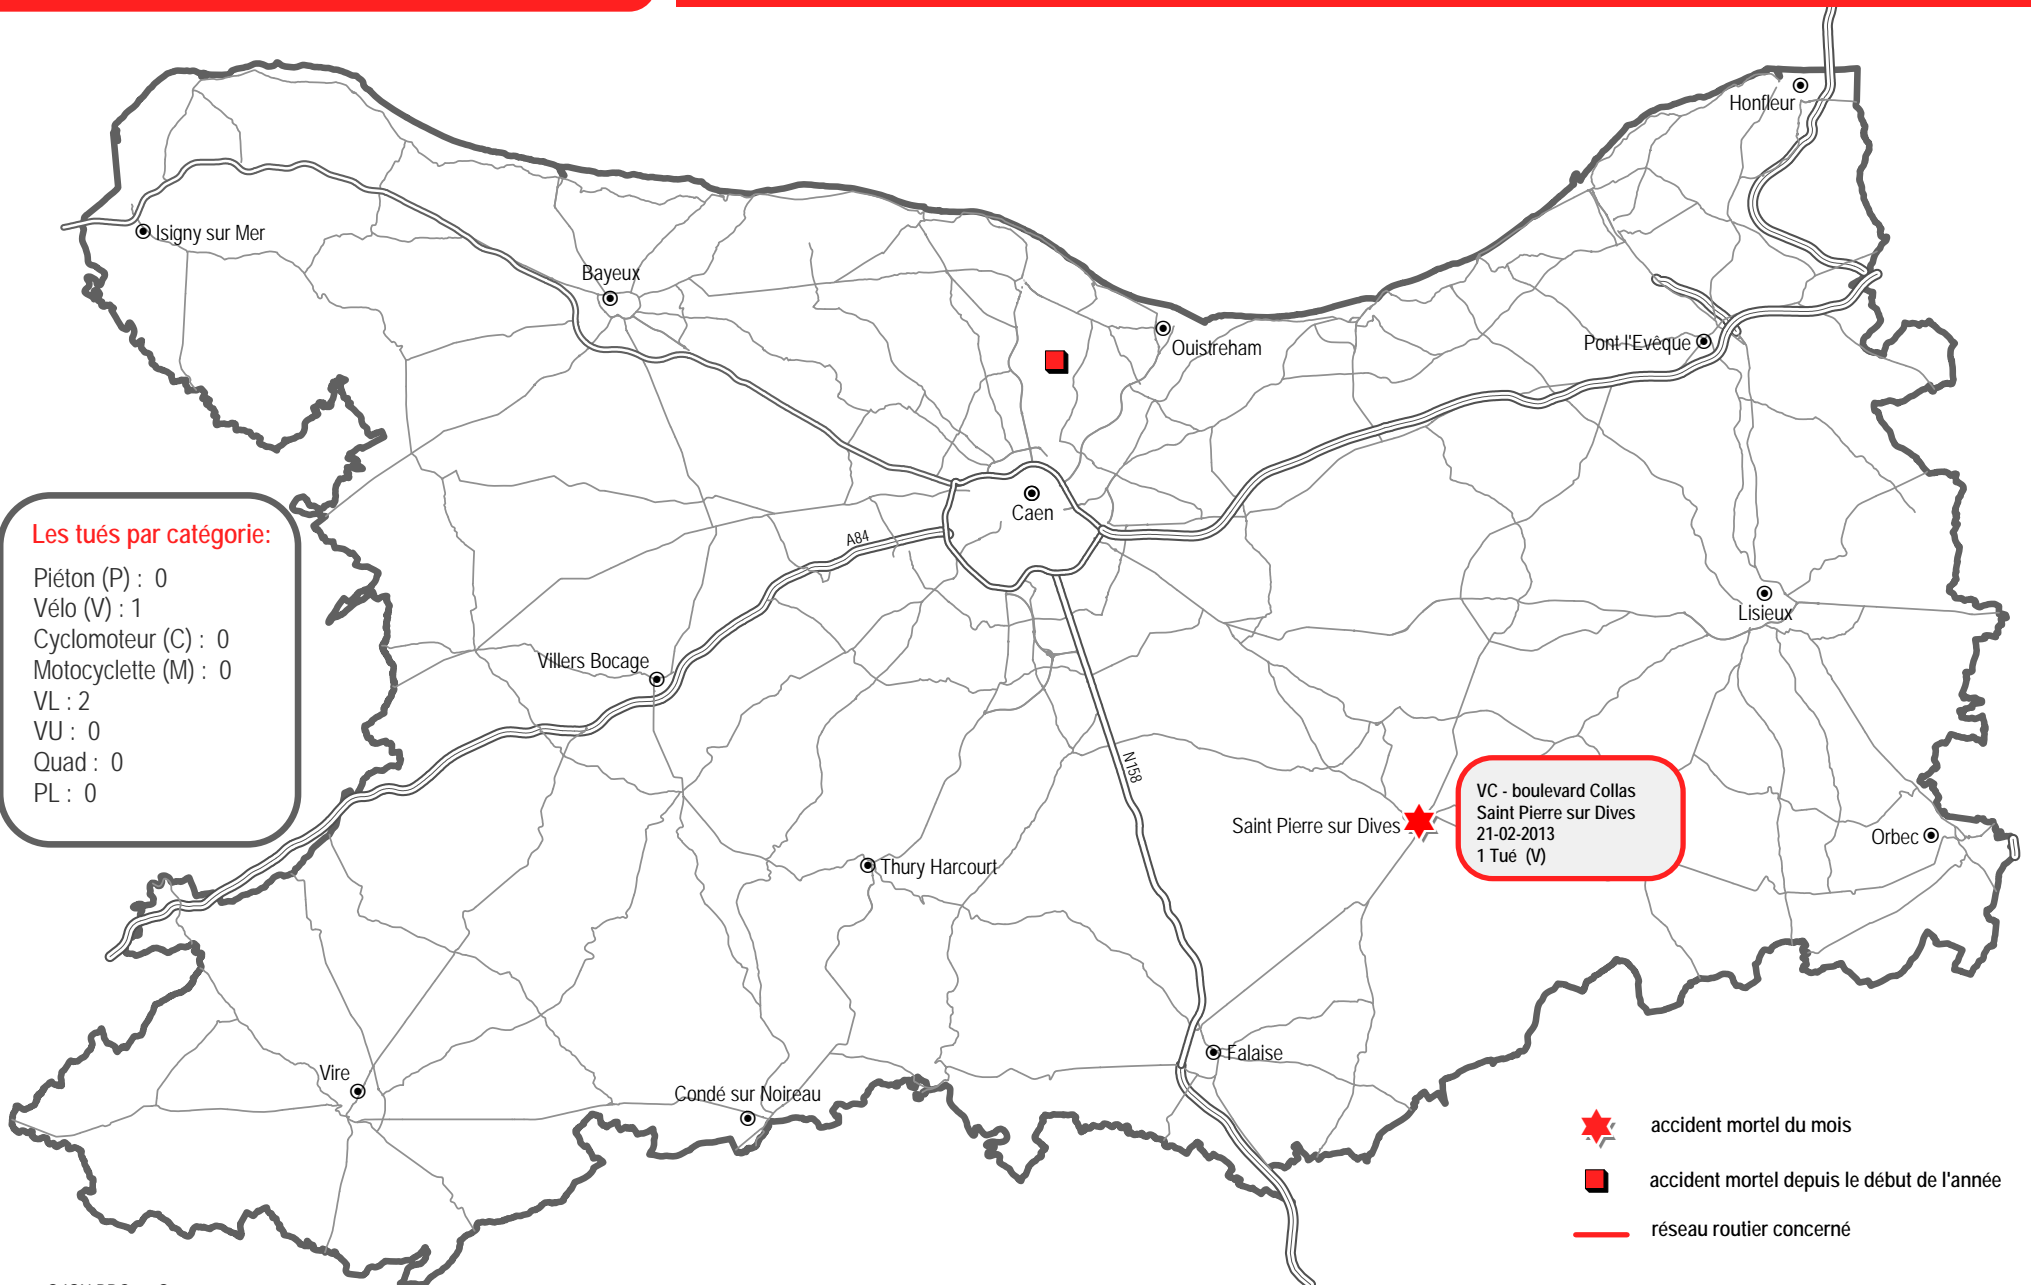 Honfleur
Isigny sur Mer
Bayeux
Ouistreham
Pont l'Evêque
Caen
A84
Les tués par catégorie:
Piéton (P) : 0
Vélo (V) : 1
Cyclomoteur (C) : 0
Motocyclette (M) : 0
VL : 2
VU : 0
Quad : 0
PL : 0
Lisieux
Villers Bocage
N158
VC - boulevard Collas
Saint Pierre sur Dives
21-02-2013
1 Tué (V)
Saint Pierre sur Dives
Orbec
Thury Harcourt
Falaise
Vire
Condé sur Noireau
accident mortel du mois
accident mortel depuis le début de l'année
réseau routier concerné